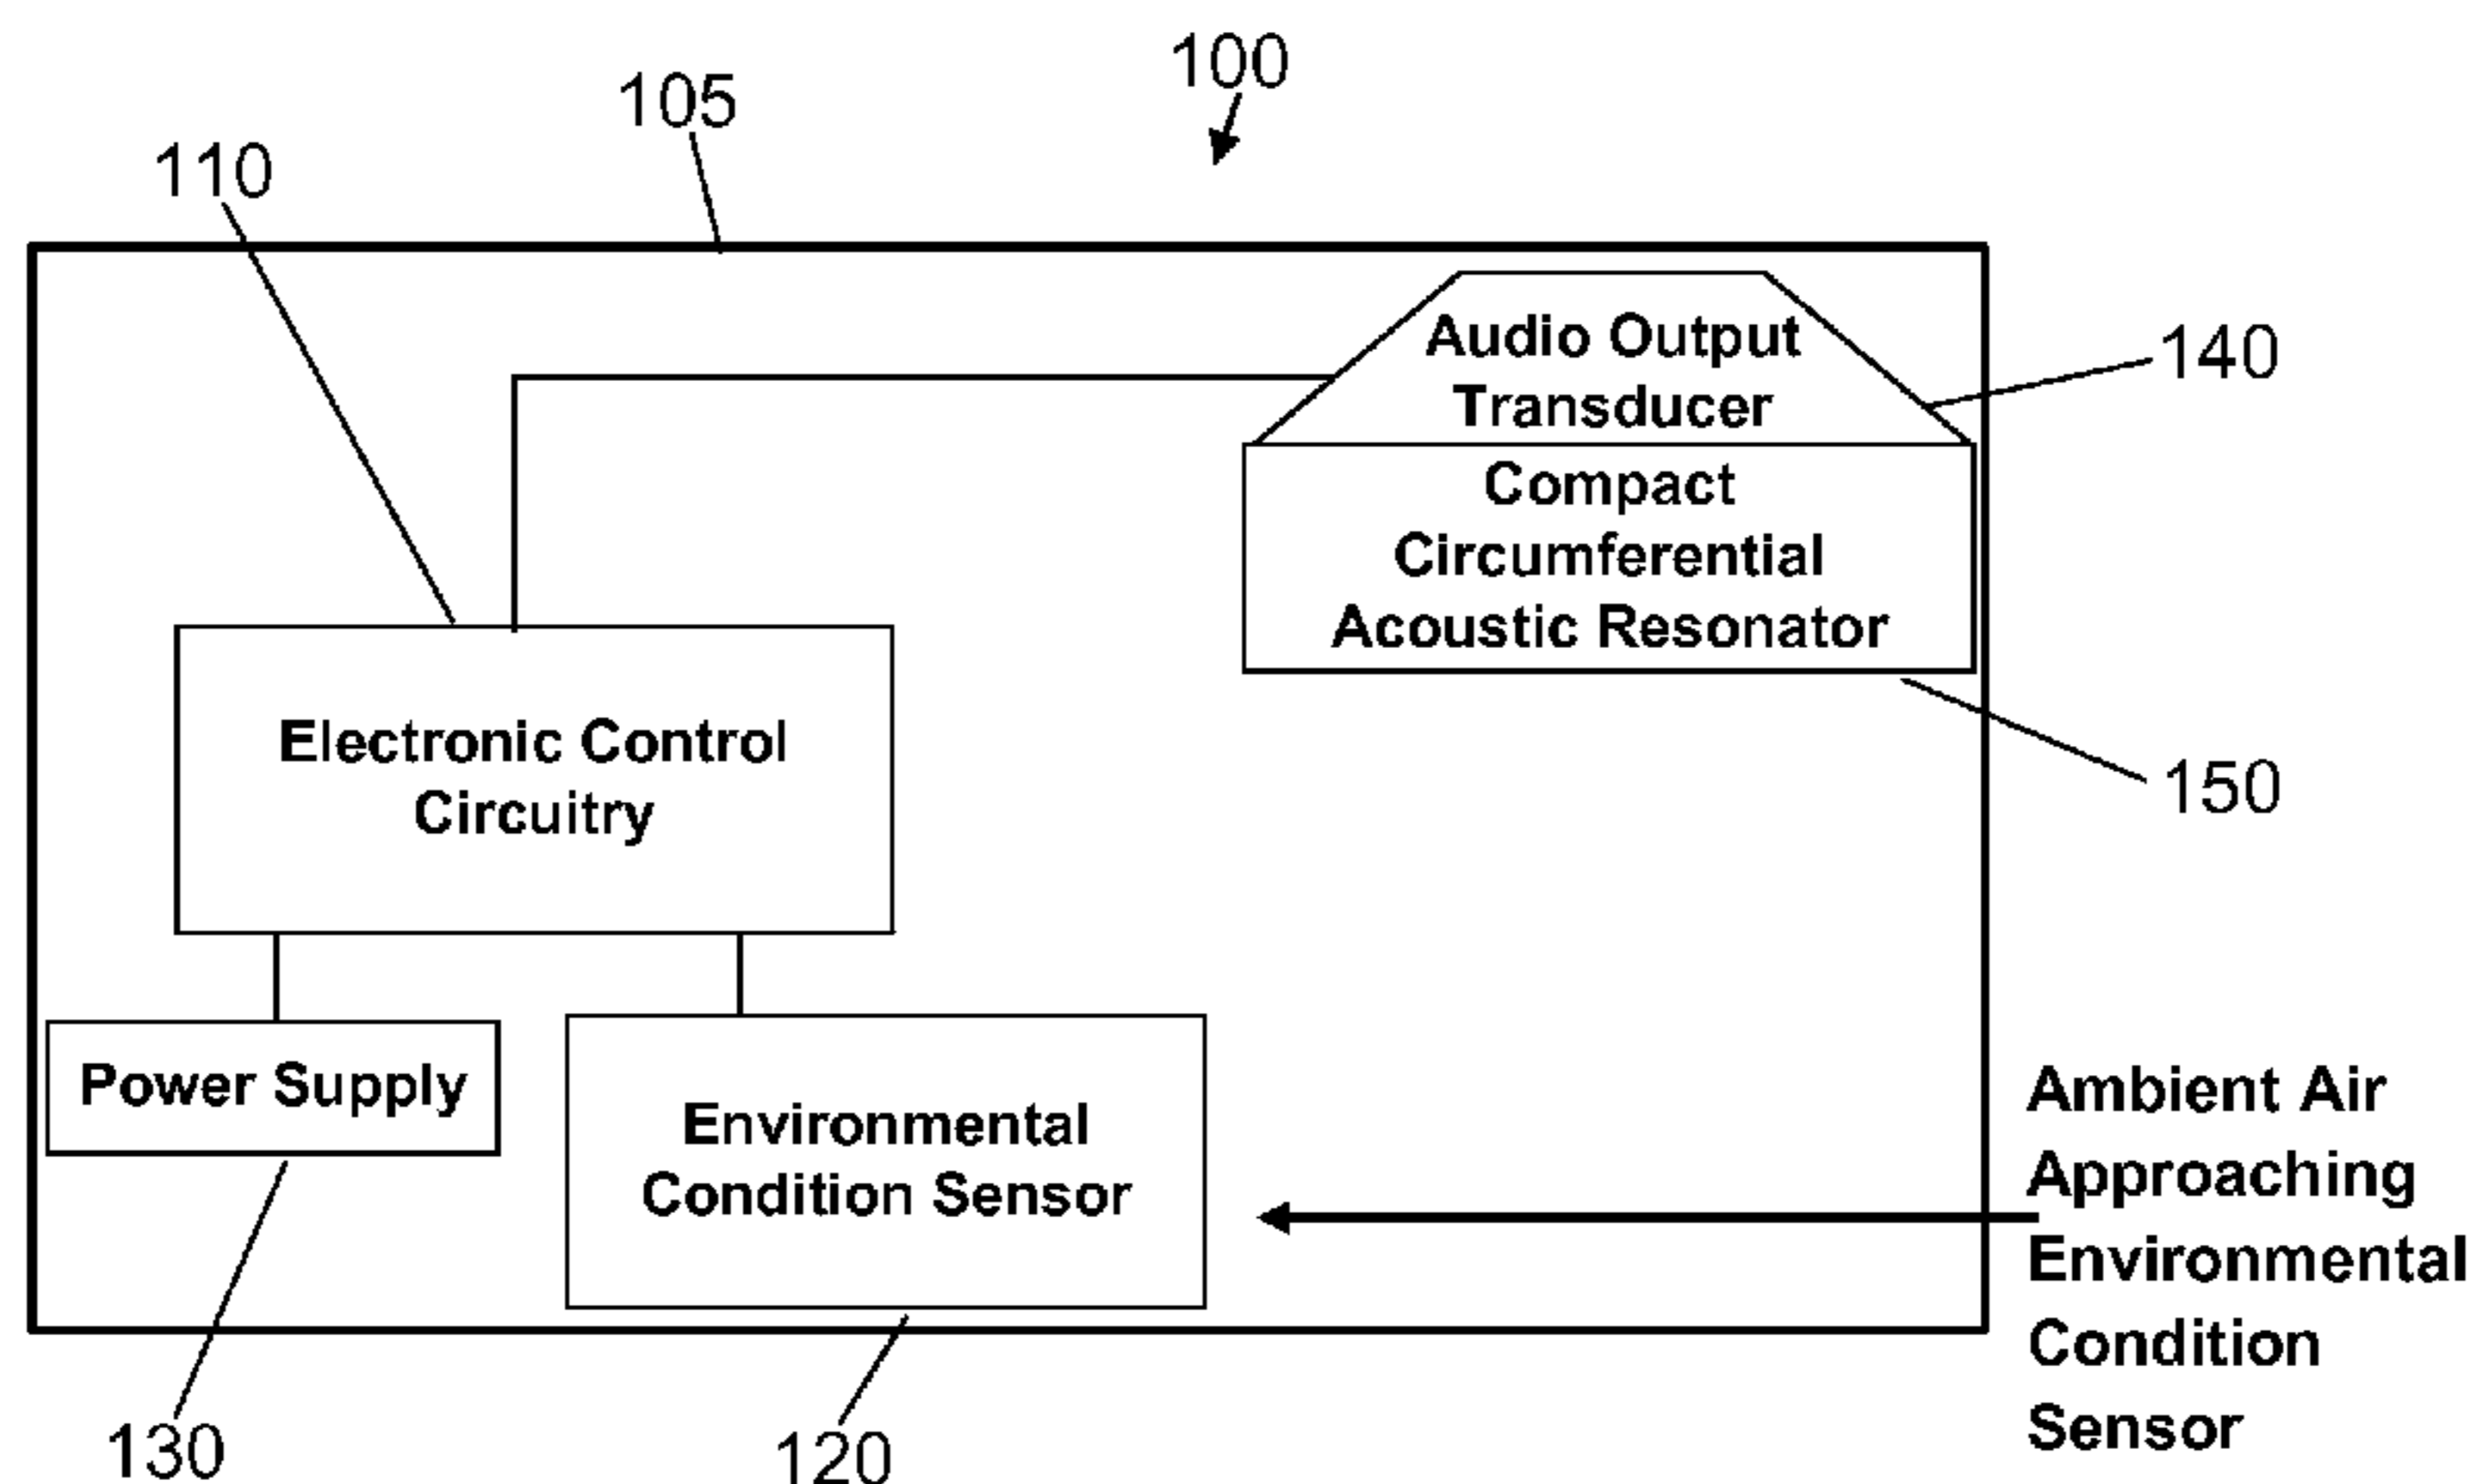 100
105
110
Audio Output
Transducer
140
Compact
Circumferential
Acoustic Resonator
150
Electronic Control
Circuitry
Power Supply
Environmental
Condition Sensor
Ambient Air
Approaching
Environmental
Condition
Sensor
130
120